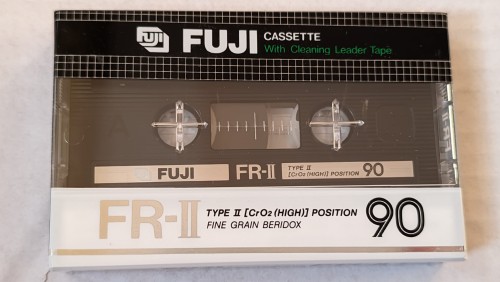 FUJI FUJI CASSETTE
With Cleaning Leader Tape
FUJI FR-II TYPE II [CrO2 (HIGH)] POSITION 90
FR-II TYPE II [CrO2 (HIGH)] POSITION 90
FINE GRAIN BERIDOX